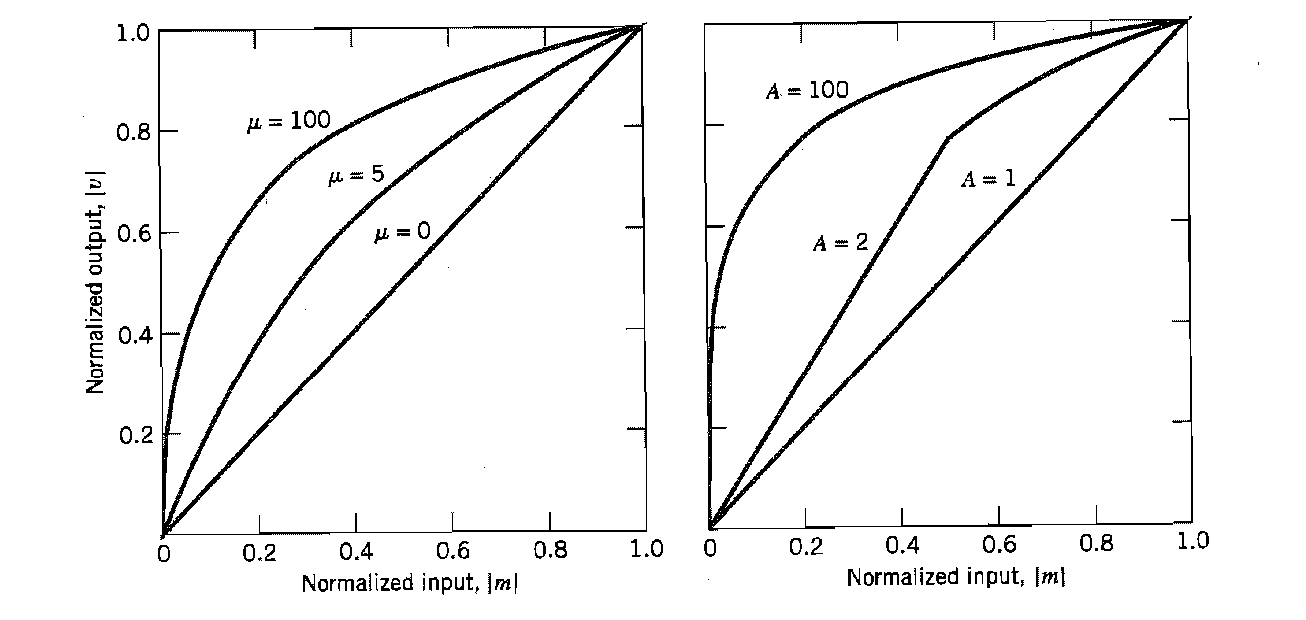 Normalized output, |v|
1.0
0.8
0.6
0.4
0.2
μ = 100
μ = 5
μ = 0
0 0.2 0.4 0.6 0.8 1.0
Normalized input, |m|
A = 100
A = 1
A = 2
0 0.2 0.4 0.6 0.8 1.0
Normalized input, |m|